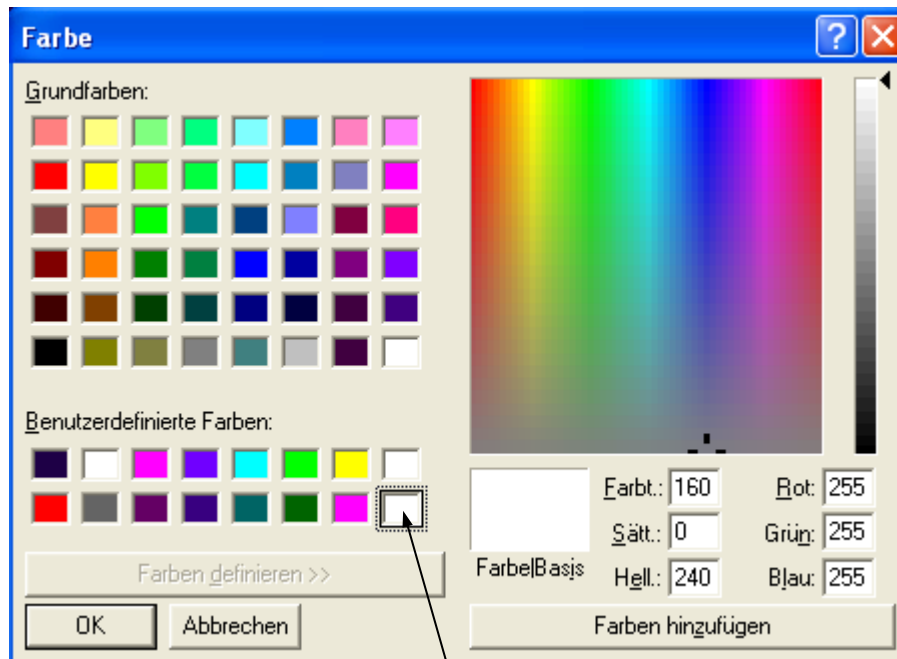 Farbe
Grundfarben:
Benutzerdefinierte Farben:
Farben definieren >>
OK
Abbrechen
Farbe|Basis
Farbt.: 160
Sätt.: 0
Hell.: 240
Rot: 255
Grün: 255
Blau: 255
Farben hinzufügen